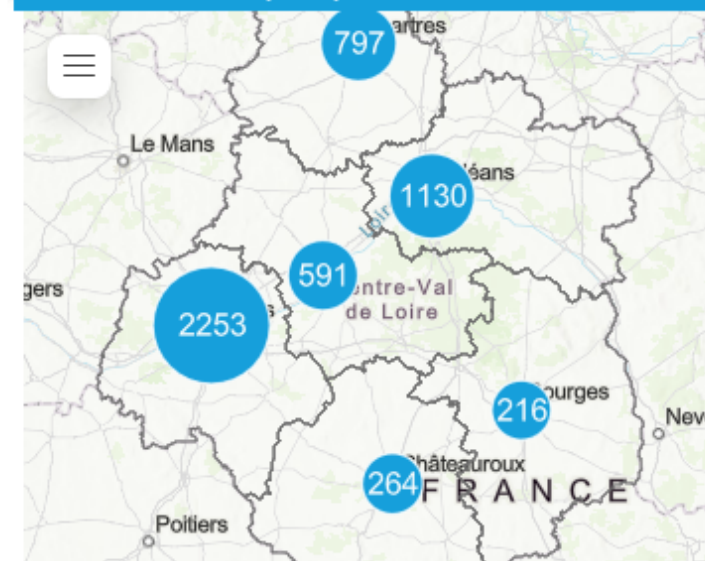 797
artres
Le Mans
1130
éans
Loir
591
gers
entre-Val
de Loire
2253
s
216
ourges
Nev
264
hâteauroux
FRANCE
Poitiers